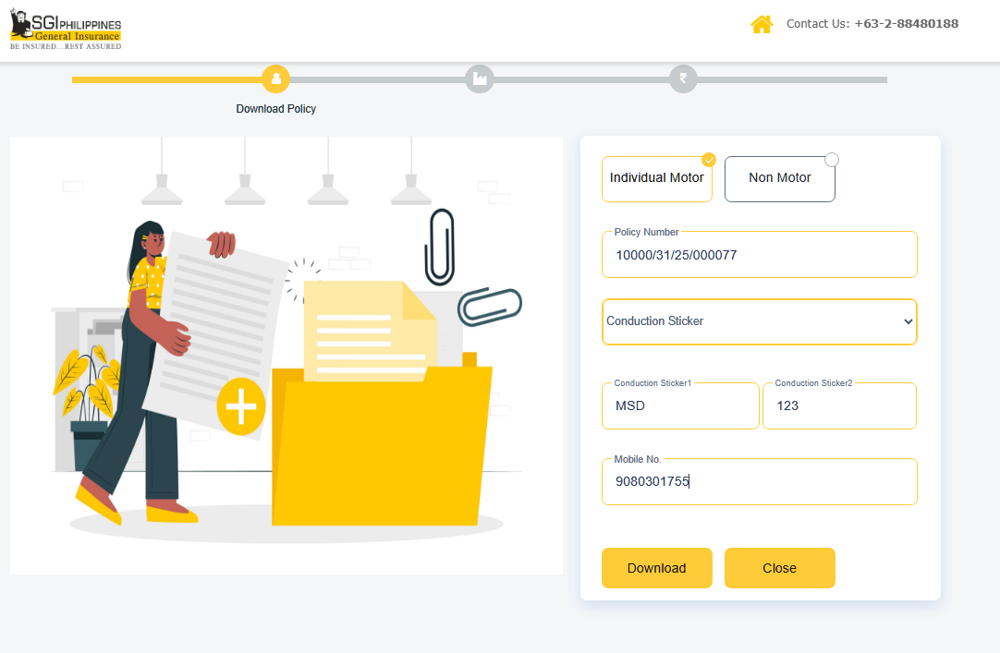 SGI PHILIPPINES
General Insurance
BE INSURED...REST ASSURED
Contact Us: +63-2-88480188
₹
Download Policy
Individual Motor
Non Motor
Policy Number
10000/31/25/000077
Conduction Sticker
Conduction Sticker1
Conduction Sticker2
MSD
123
Mobile No.
9080301755
Download
Close